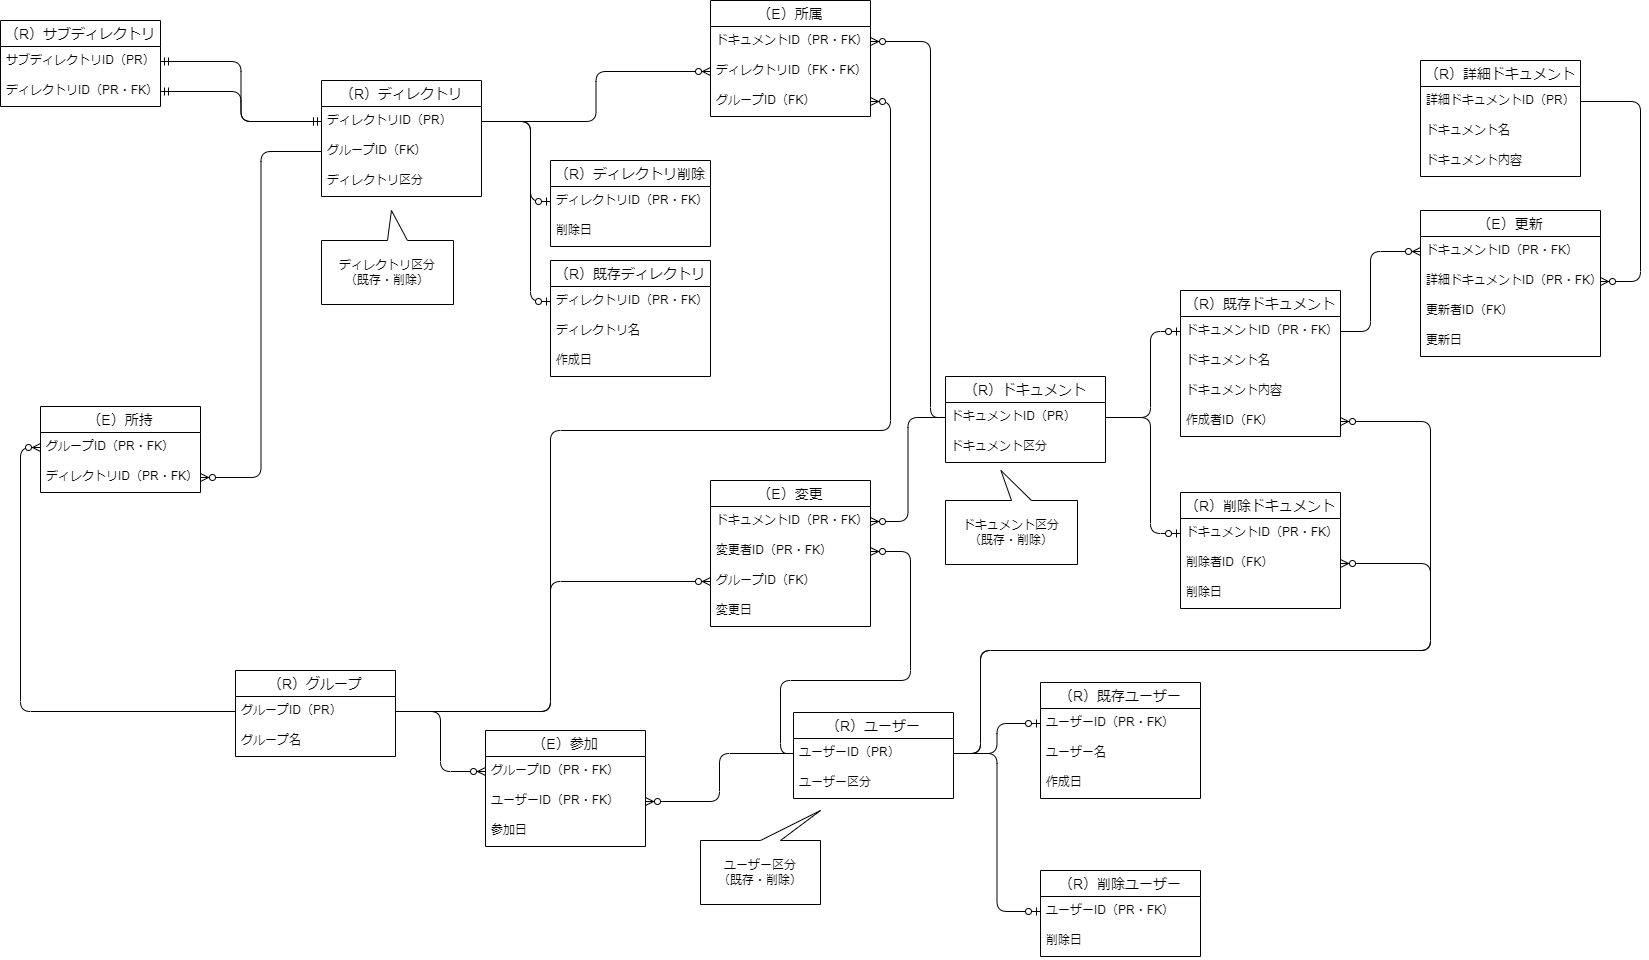 （R）サブディレクトリ
サブディレクトリID（PR）
ディレクトリID（PR・FK）
（R）ディレクトリ
ディレクトリID（PR）
グループID（FK）
ディレクトリ区分
ディレクトリ区分
（既存・削除）
（E）所属
ドキュメントID（PR・FK）
ディレクトリID（FK・FK）
グループID（FK）
（R）ディレクトリ削除
ディレクトリID（PR・FK）
削除日
（R）既存ディレクトリ
ディレクトリID（PR・FK）
ディレクトリ名
作成日
（R）詳細ドキュメント
詳細ドキュメントID（PR）
ドキュメント名
ドキュメント内容
（E）更新
ドキュメントID（PR・FK）
詳細ドキュメントID（PR・FK）
更新者ID（FK）
更新日
（R）既存ドキュメント
ドキュメントID（PR・FK）
ドキュメント名
ドキュメント内容
作成者ID（FK）
（R）ドキュメント
ドキュメントID（PR）
ドキュメント区分
ドキュメント区分
（既存・削除）
（R）削除ドキュメント
ドキュメントID（PR・FK）
削除者ID（FK）
削除日
（E）所持
グループID（PR・FK）
ディレクトリID（PR・FK）
（E）変更
ドキュメントID（PR・FK）
変更者ID（PR・FK）
グループID（FK）
変更日
（R）グループ
グループID（PR）
グループ名
（E）参加
グループID（PR・FK）
ユーザーID（PR・FK）
参加日
（R）ユーザー
ユーザーID（PR）
ユーザー区分
ユーザー区分
（既存・削除）
（R）既存ユーザー
ユーザーID（PR・FK）
ユーザー名
作成日
（R）削除ユーザー
ユーザーID（PR・FK）
削除日